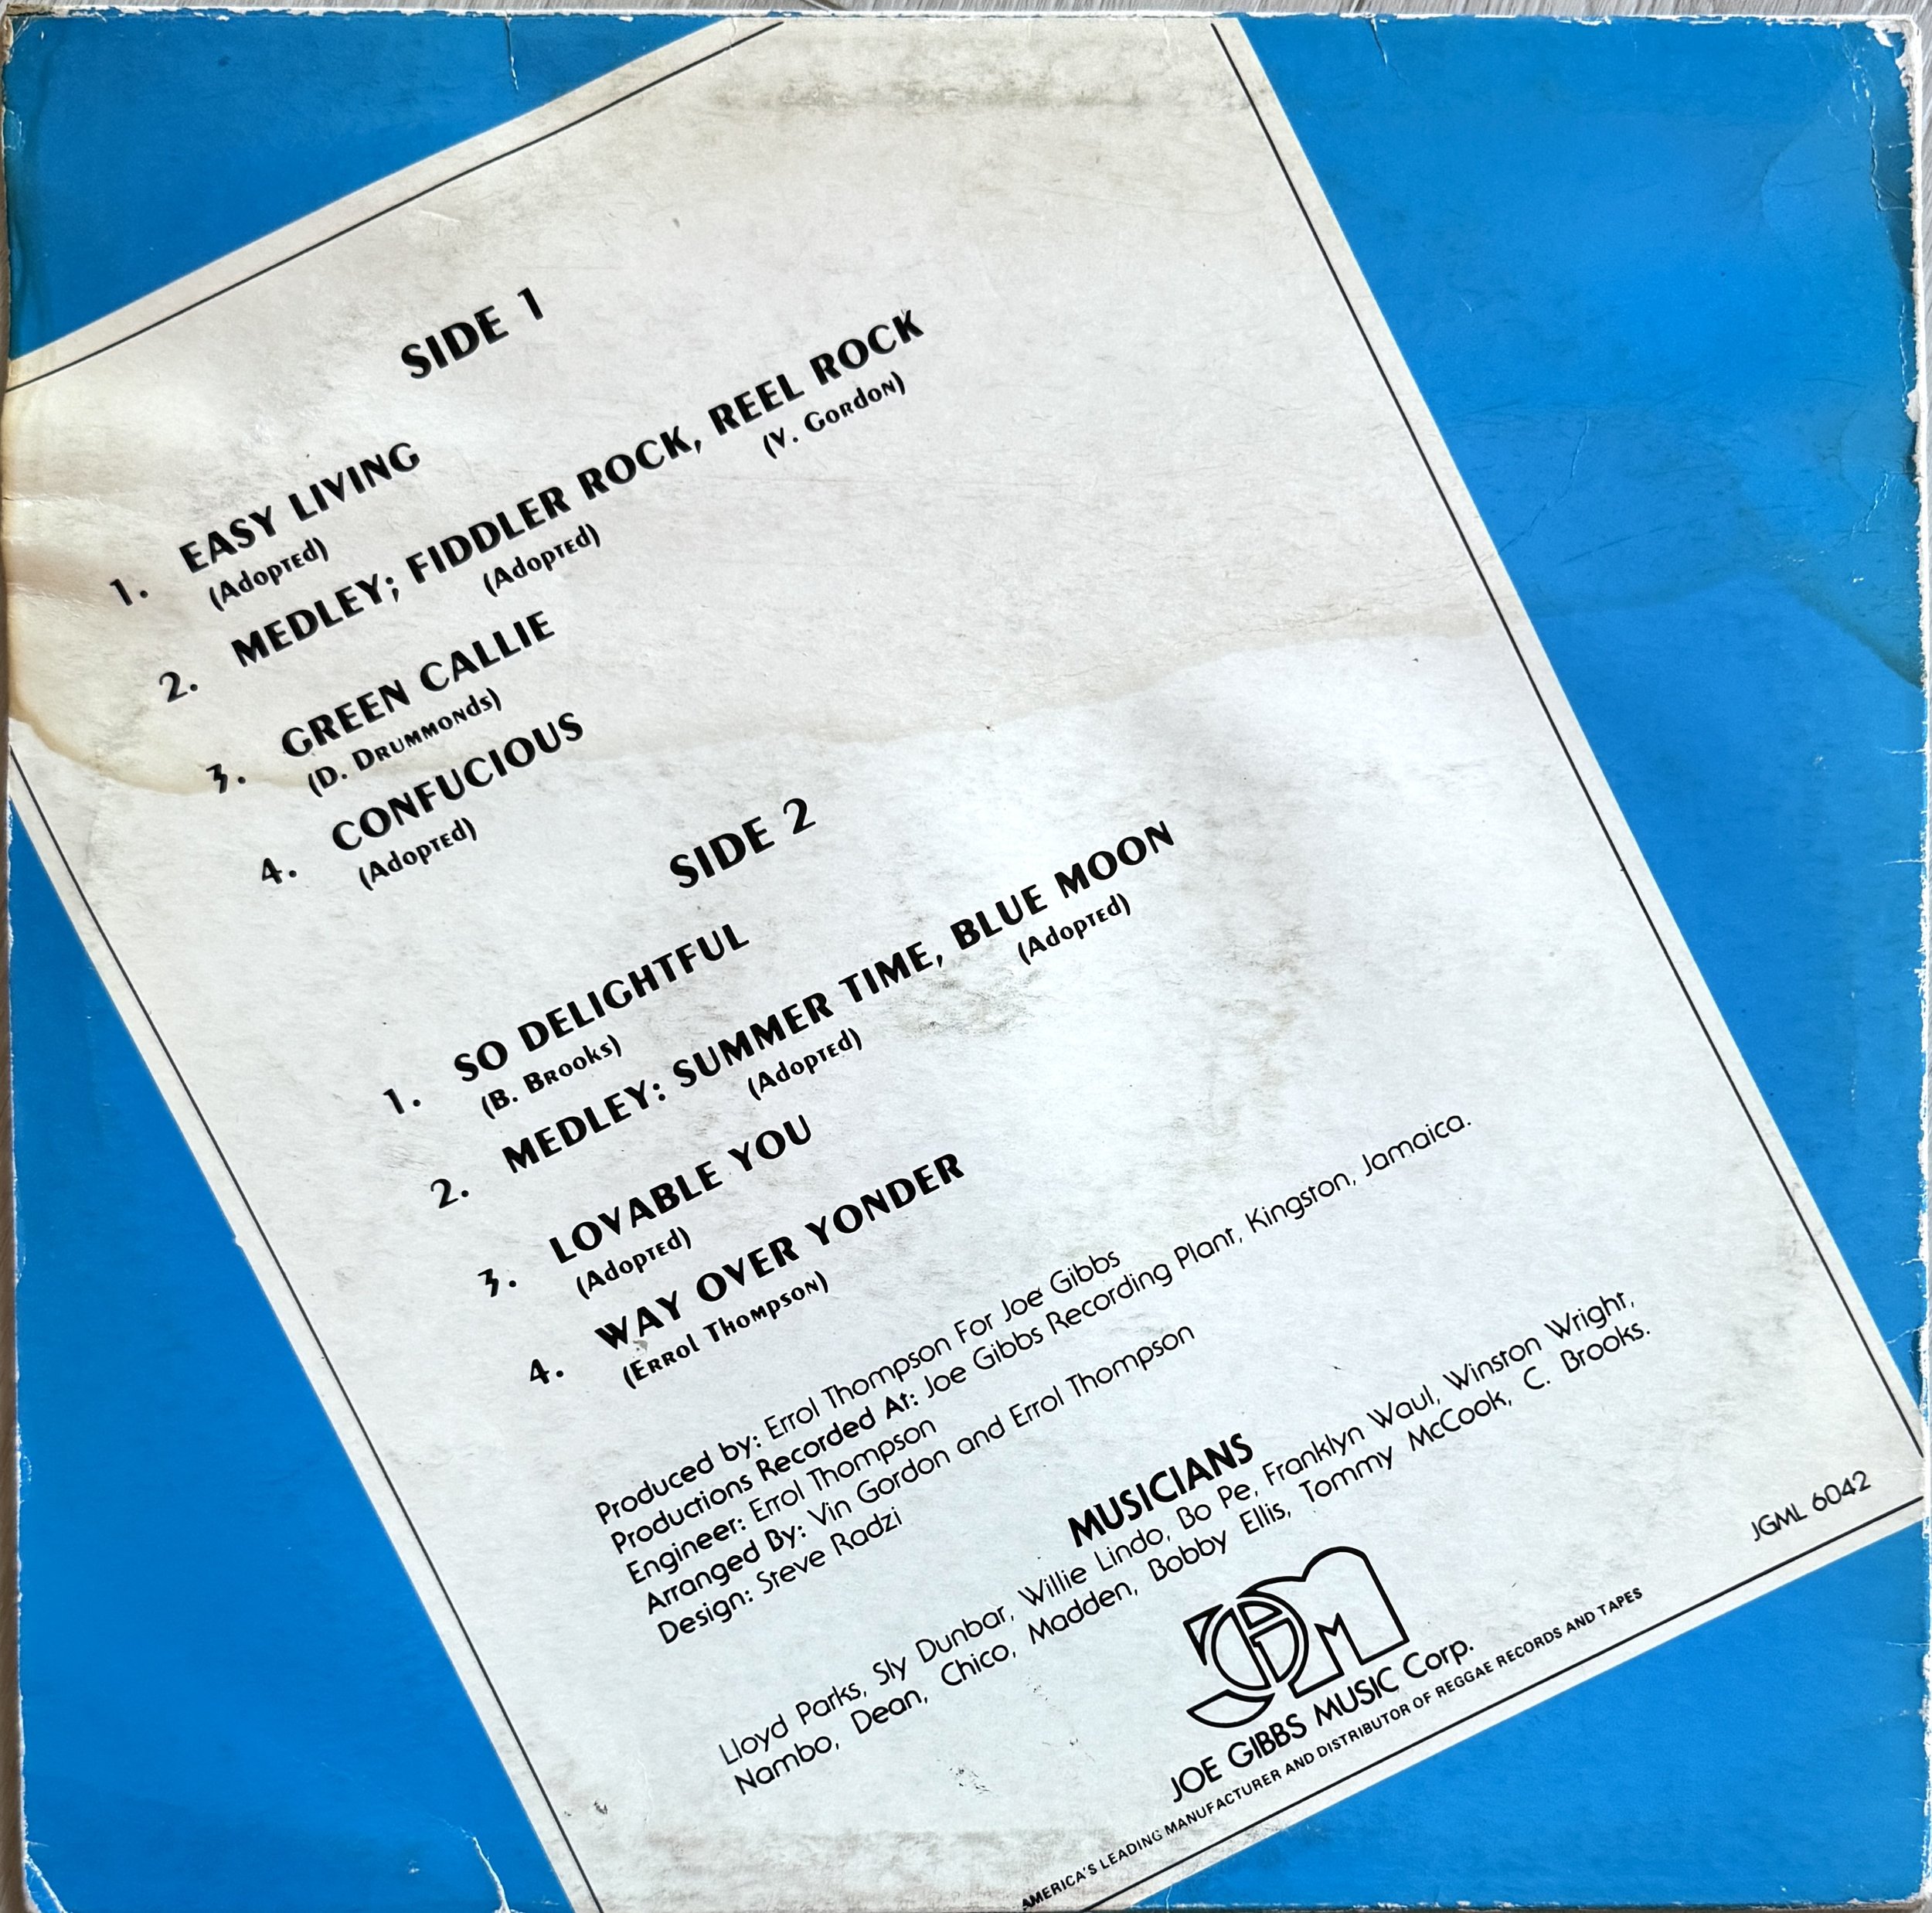 SIDE 1
1. EASY LIVING
(Adopted)
2. MEDLEY; FIDDLER ROCK, REEL ROCK
(Adopted) (V. Gordon)
3. GREEN CALLIE
(D. Drummonds)
4. CONFUCIOUS
(Adopted)
SIDE 2
1. SO DELIGHTFUL
(B. Brooks)
2. MEDLEY: SUMMER TIME, BLUE MOON
(Adopted) (Adopted)
3. LOVABLE YOU
(Adopted)
4. WAY OVER YONDER
(Errol Thompson)
Produced by: Errol Thompson For Joe Gibbs
Productions Recorded At: Joe Gibbs Recording Plant, Kingston, Jamaica.
Engineer: Errol Thompson
Arranged By: Vin Gordon and Errol Thompson
Design: Steve Radzi
MUSICIANS
Lloyd Parks, Sly Dunbar, Willie Lindo, Bo Pe, Franklyn Waul, Winston Wright,
Nambo, Dean, Chico, Madden, Bobby Ellis, Tommy McCook, C. Brooks.
JGM
JOE GIBBS MUSIC Corp.
AMERICA'S LEADING MANUFACTURER AND DISTRIBUTOR OF REGGAE RECORDS AND TAPES
JGML 6042